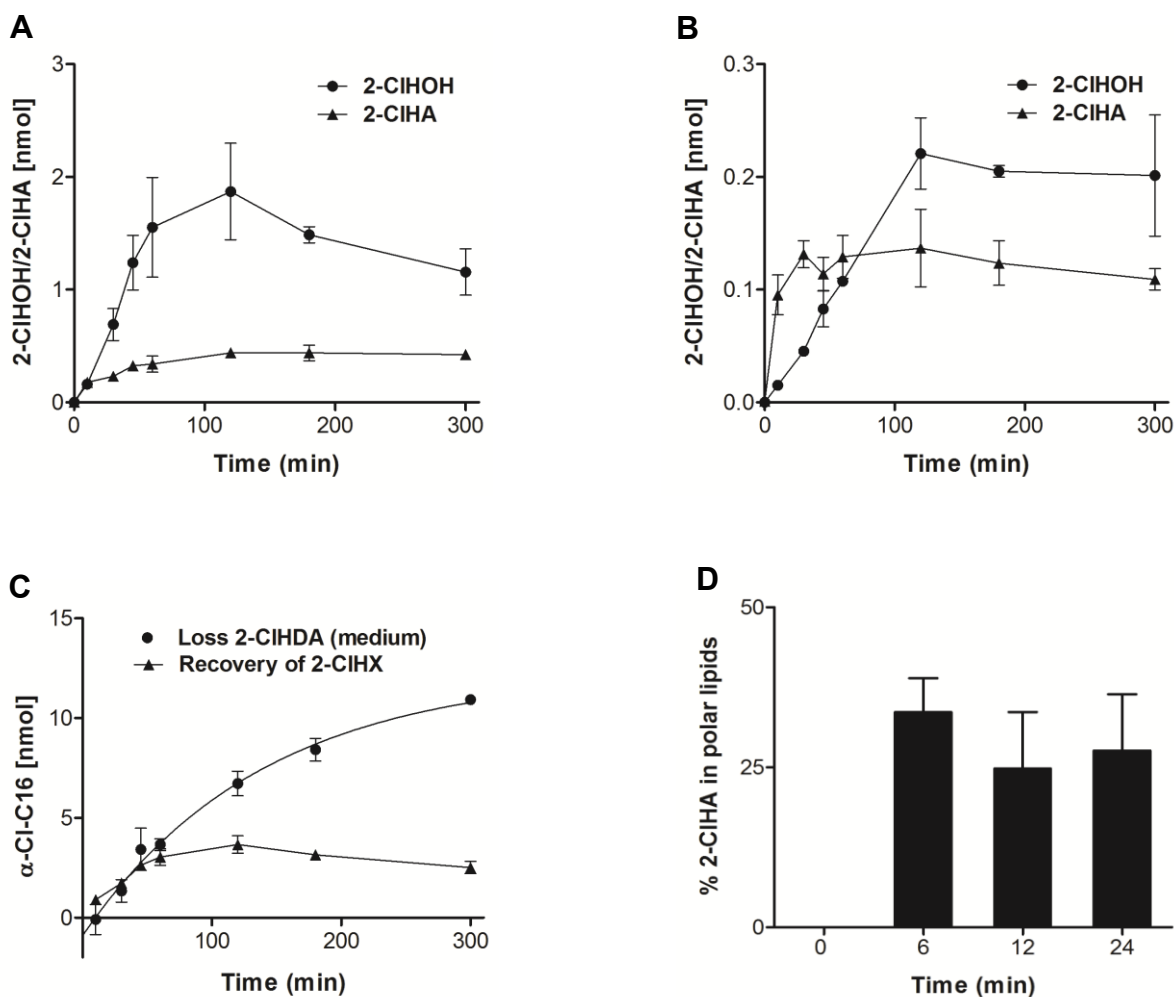 A
3
2
1
0
0
100
200
300
2-ClHOH/2-ClHA [nmol]
Time (min)
2-ClHOH
2-ClHA
B
0.3
0.2
0.1
0.0
0
100
200
300
2-ClHOH/2-ClHA [nmol]
Time (min)
2-ClHOH
2-ClHA
C
15
10
5
0
100
200
300
α-Cl-C16 [nmol]
Time (min)
Loss 2-ClHDA (medium)
Recovery of 2-ClHX
D
50
25
0
0
6
12
24
% 2-ClHA in polar lipids
Time (min)